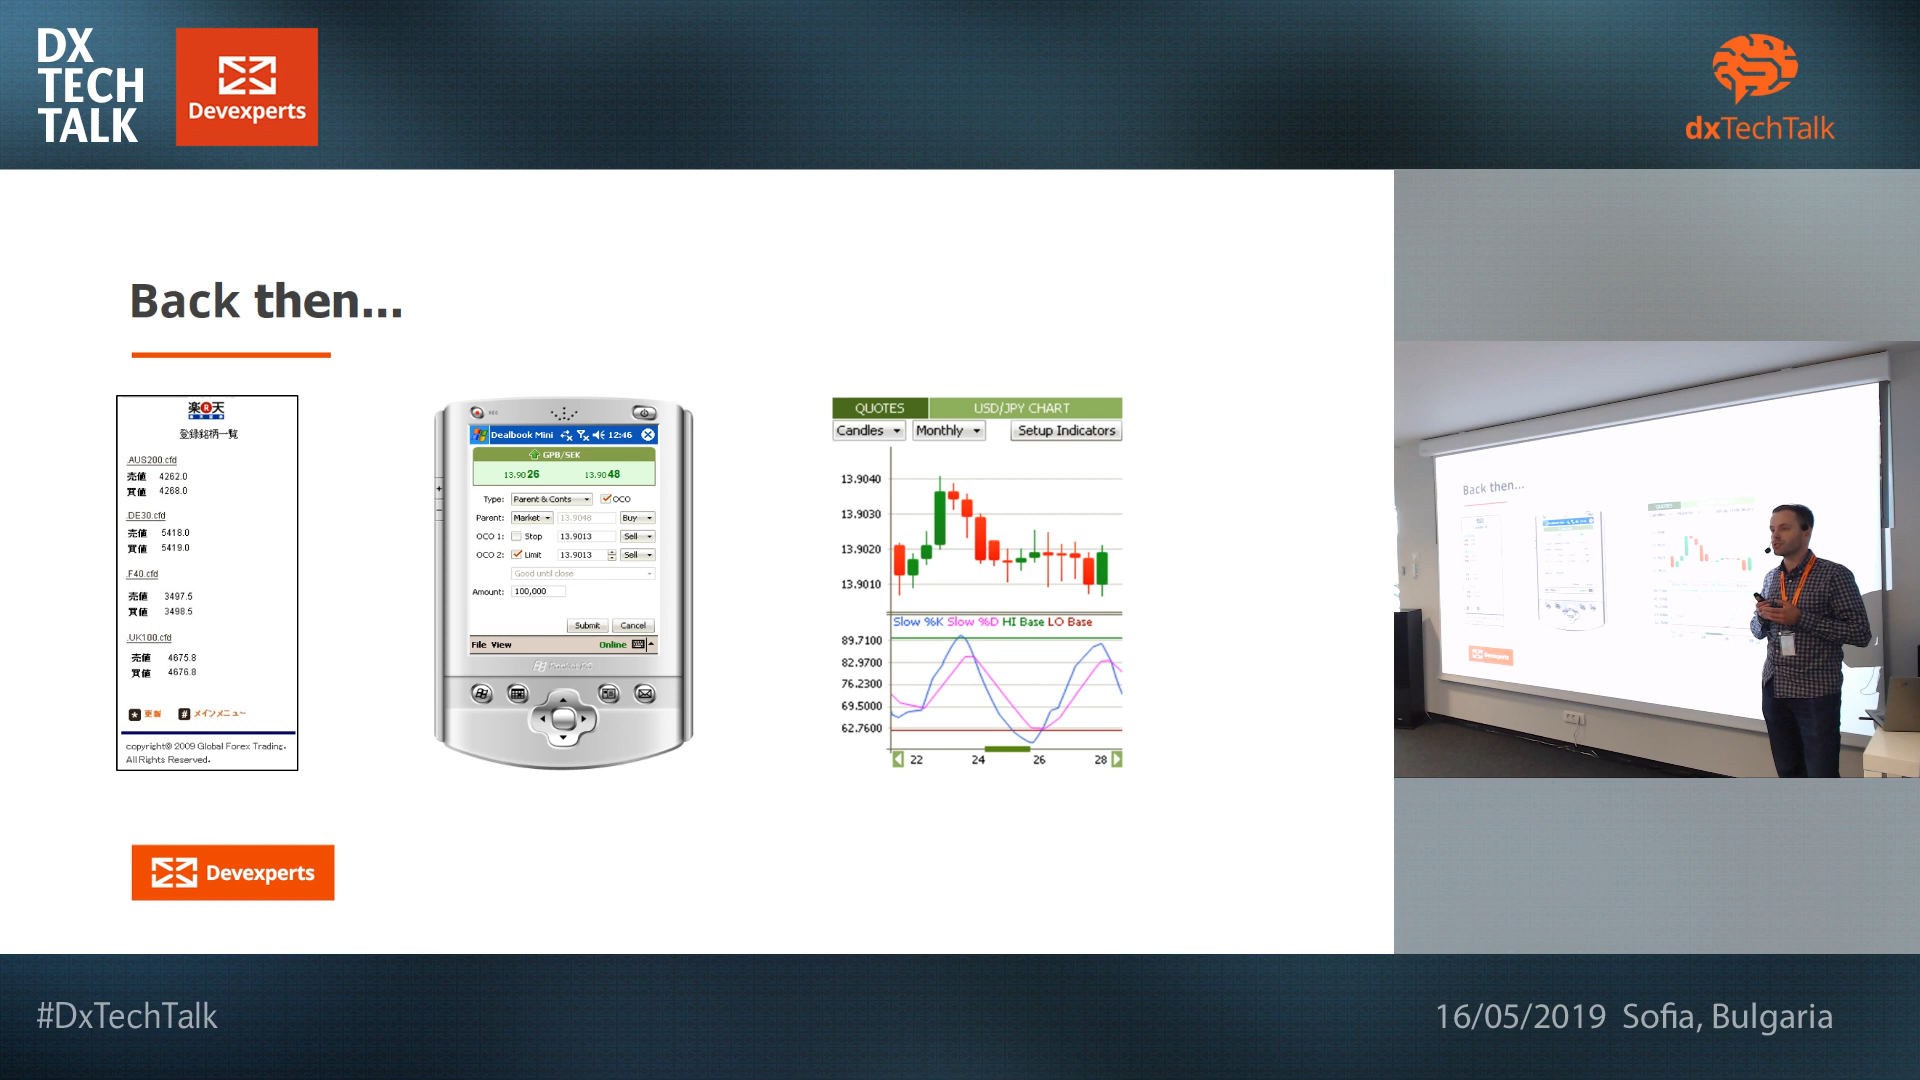 DX
TECH
TALK
Devexperts
dxTechTalk
Back then...
楽R天
登録銘柄一覧
.AUS200.cfd
売値 4262.0
買値 4268.0
.DE30.cfd
売値 5418.0
買値 5419.0
.F40.cfd
売値 3497.5
買値 3498.5
.UK100.cfd
売値 4675.8
買値 4676.8
* 更新 # メインメニュー
copyright© 2009 Global Forex Trading.
All Rights Reserved.
Dealbook Mini 12:46
GPB/SEK
13.9026 13.9048
Type: Parent & Conts OCO
Parent: Market 13.9048 Buy
OCO 1: Stop 13.9013 Sell
OCO 2: Limit 13.9013 Sell
Good until close
Amount: 100,000
Submit Cancel
File View Online
Pocket PC
QUOTES USD/JPY CHART
Candles Monthly Setup Indicators
13.9040
13.9030
13.9020
13.9010
Slow %K Slow %D HI Base LO Base
89.7100
82.9700
76.2300
69.5000
62.7600
22 24 26 28
Devexperts
Back then...
#DxTechTalk
16/05/2019 Sofia, Bulgaria